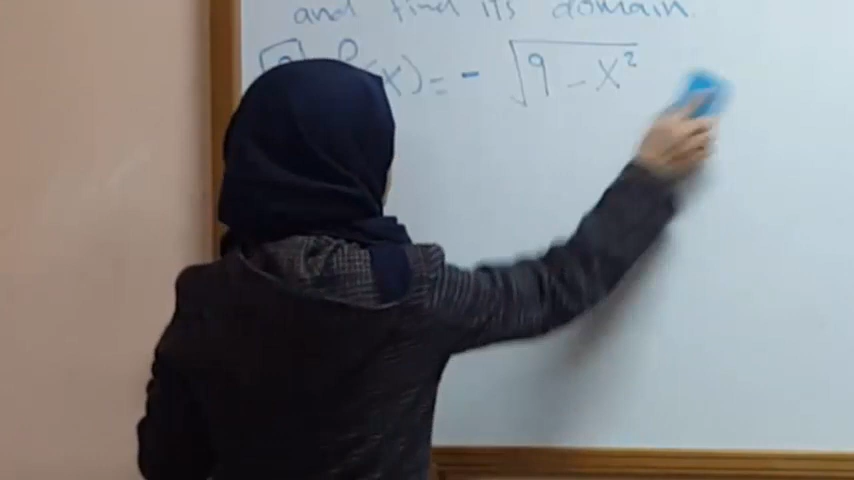 and find its domain.
f(x) = - √(9 - x²)